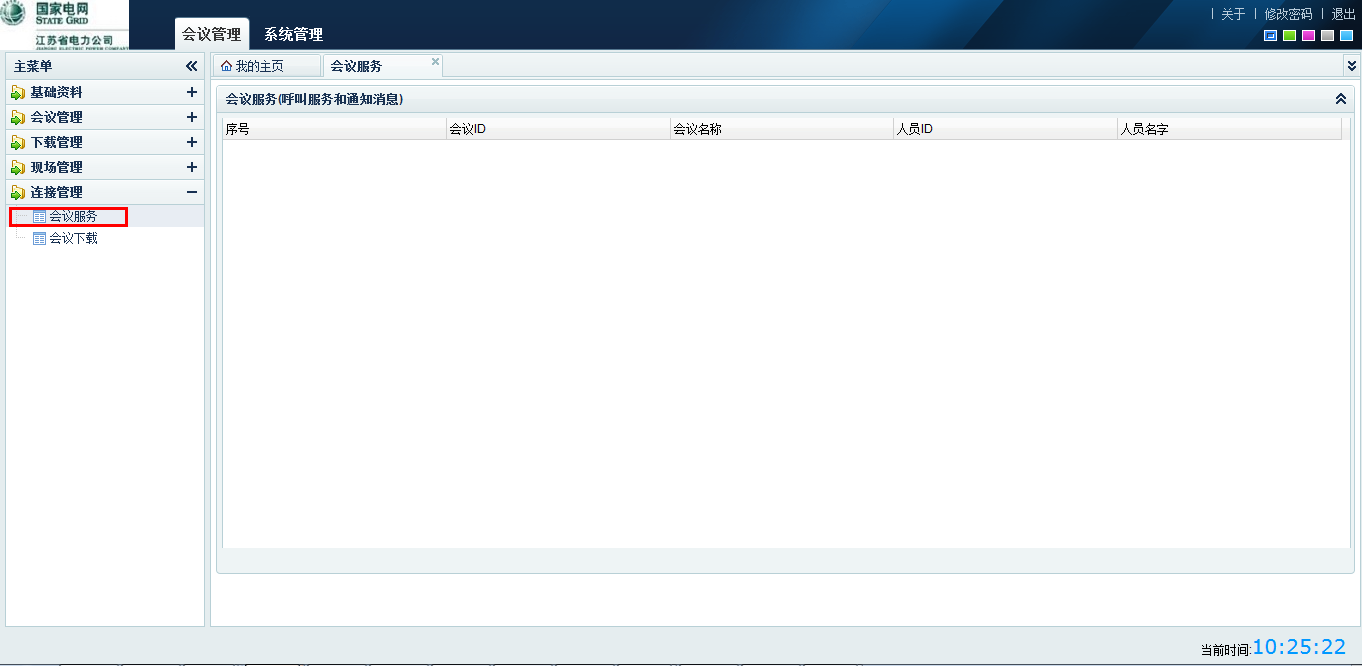 国家电网
STATE GRID
江苏省电力公司
JIANGSU ELECTRIC POWER COMPANY
会议管理
系统管理
关于
修改密码
退出
主菜单
基础资料
会议管理
下载管理
现场管理
连接管理
会议服务
会议下载
我的主页
会议服务
会议服务(呼叫服务和通知消息)
序号
会议ID
会议名称
人员ID
人员名字
当前时间:10:25:22